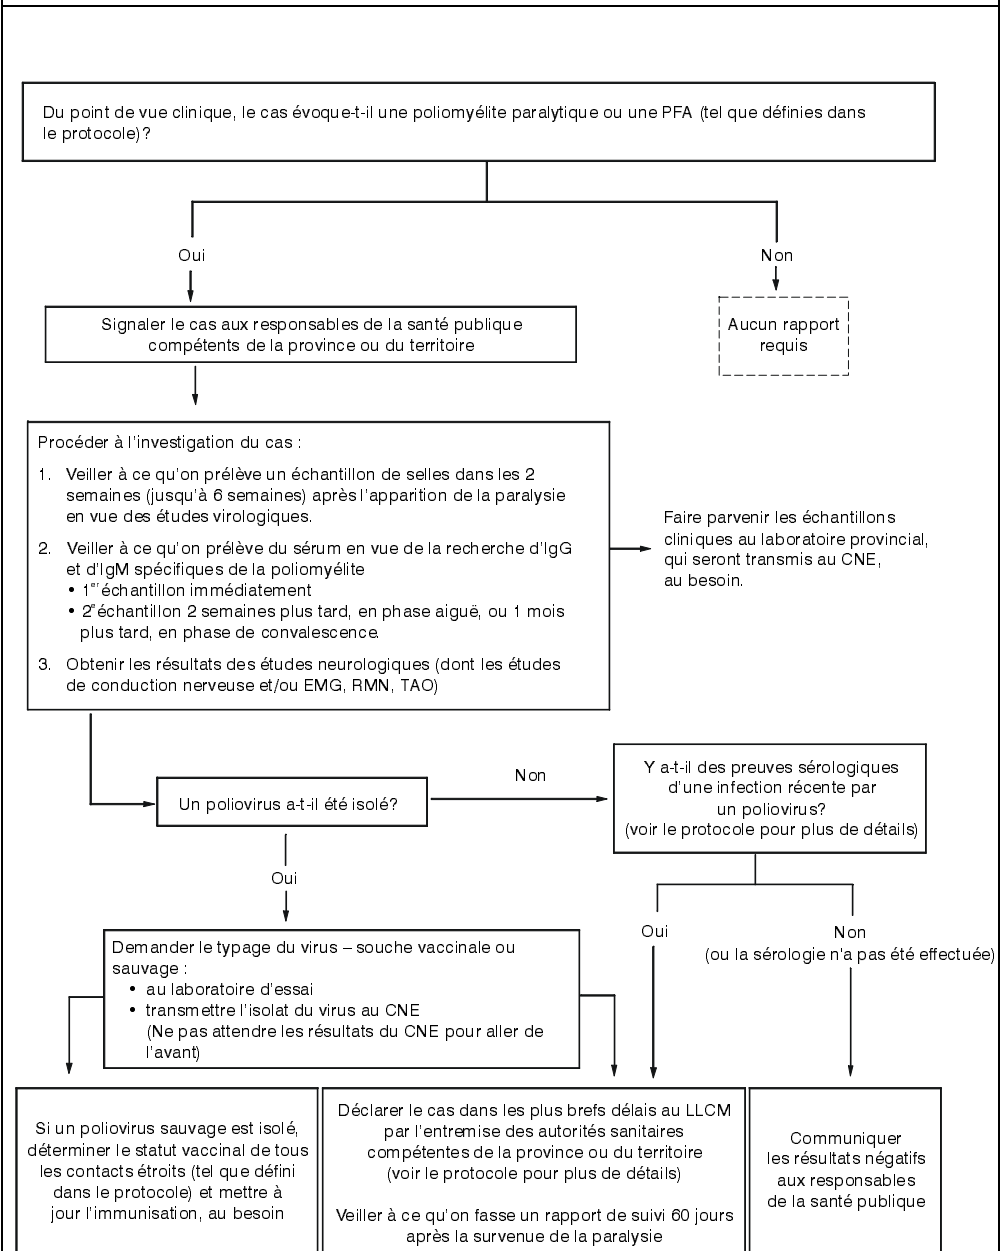 Du point de vue clinique, le cas évoque-t-il une poliomyélite paralytique ou une PFA (tel que définies dans
le protocole)?
Oui
Non
Signaler le cas aux responsables de la santé publique
compétents de la province ou du territoire
Aucun rapport
requis
Procéder à l'investigation du cas :
1. Veiller à ce qu'on prélève un échantillon de selles dans les 2
semaines (jusqu'à 6 semaines) après l'apparition de la paralysie
en vue des études virologiques.
2. Veiller à ce qu'on prélève du sérum en vue de la recherche d'IgG
et d'IgM spécifiques de la poliomyélite
• 1er échantillon immédiatement
• 2e échantillon 2 semaines plus tard, en phase aiguë, ou 1 mois
plus tard, en phase de convalescence.
3. Obtenir les résultats des études neurologiques (dont les études
de conduction nerveuse et/ou EMG, RMN, TAO)
Faire parvenir les échantillons
cliniques au laboratoire provincial,
qui seront transmis au CNE,
au besoin.
Un poliovirus a-t-il été isolé?
Non
Y a-t-il des preuves sérologiques
d'une infection récente par
un poliovirus?
(voir le protocole pour plus de détails)
Oui
Oui
Non
(ou la sérologie n'a pas été effectuée)
Demander le typage du virus – souche vaccinale ou
sauvage :
• au laboratoire d'essai
• transmettre l'isolat du virus au CNE
(Ne pas attendre les résultats du CNE pour aller de
l'avant)
Si un poliovirus sauvage est isolé,
déterminer le statut vaccinal de tous
les contacts étroits (tel que défini
dans le protocole) et mettre à
jour l'immunisation, au besoin
Déclarer le cas dans les plus brefs délais au LLCM
par l'entremise des autorités sanitaires
compétentes de la province ou du territoire
(voir le protocole pour plus de détails)
Veiller à ce qu'on fasse un rapport de suivi 60 jours
après la survenue de la paralysie
Communiquer
les résultats négatifs
aux responsables
de la santé publique